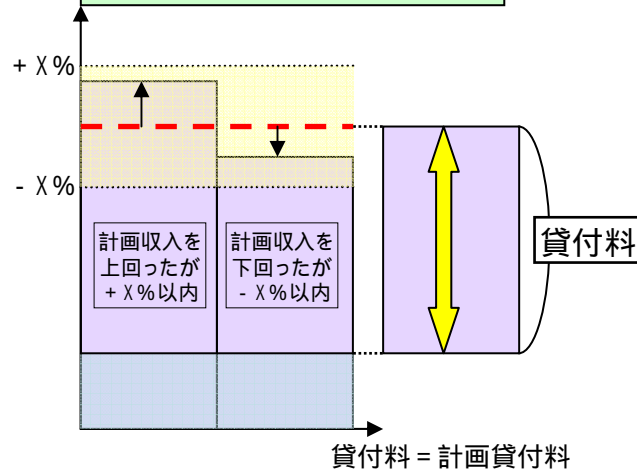 + X%
- X%
計画収入を
上回ったが
+ X%以内
計画収入を
下回ったが
- X%以内
貸付料
貸付料 = 計画貸付料